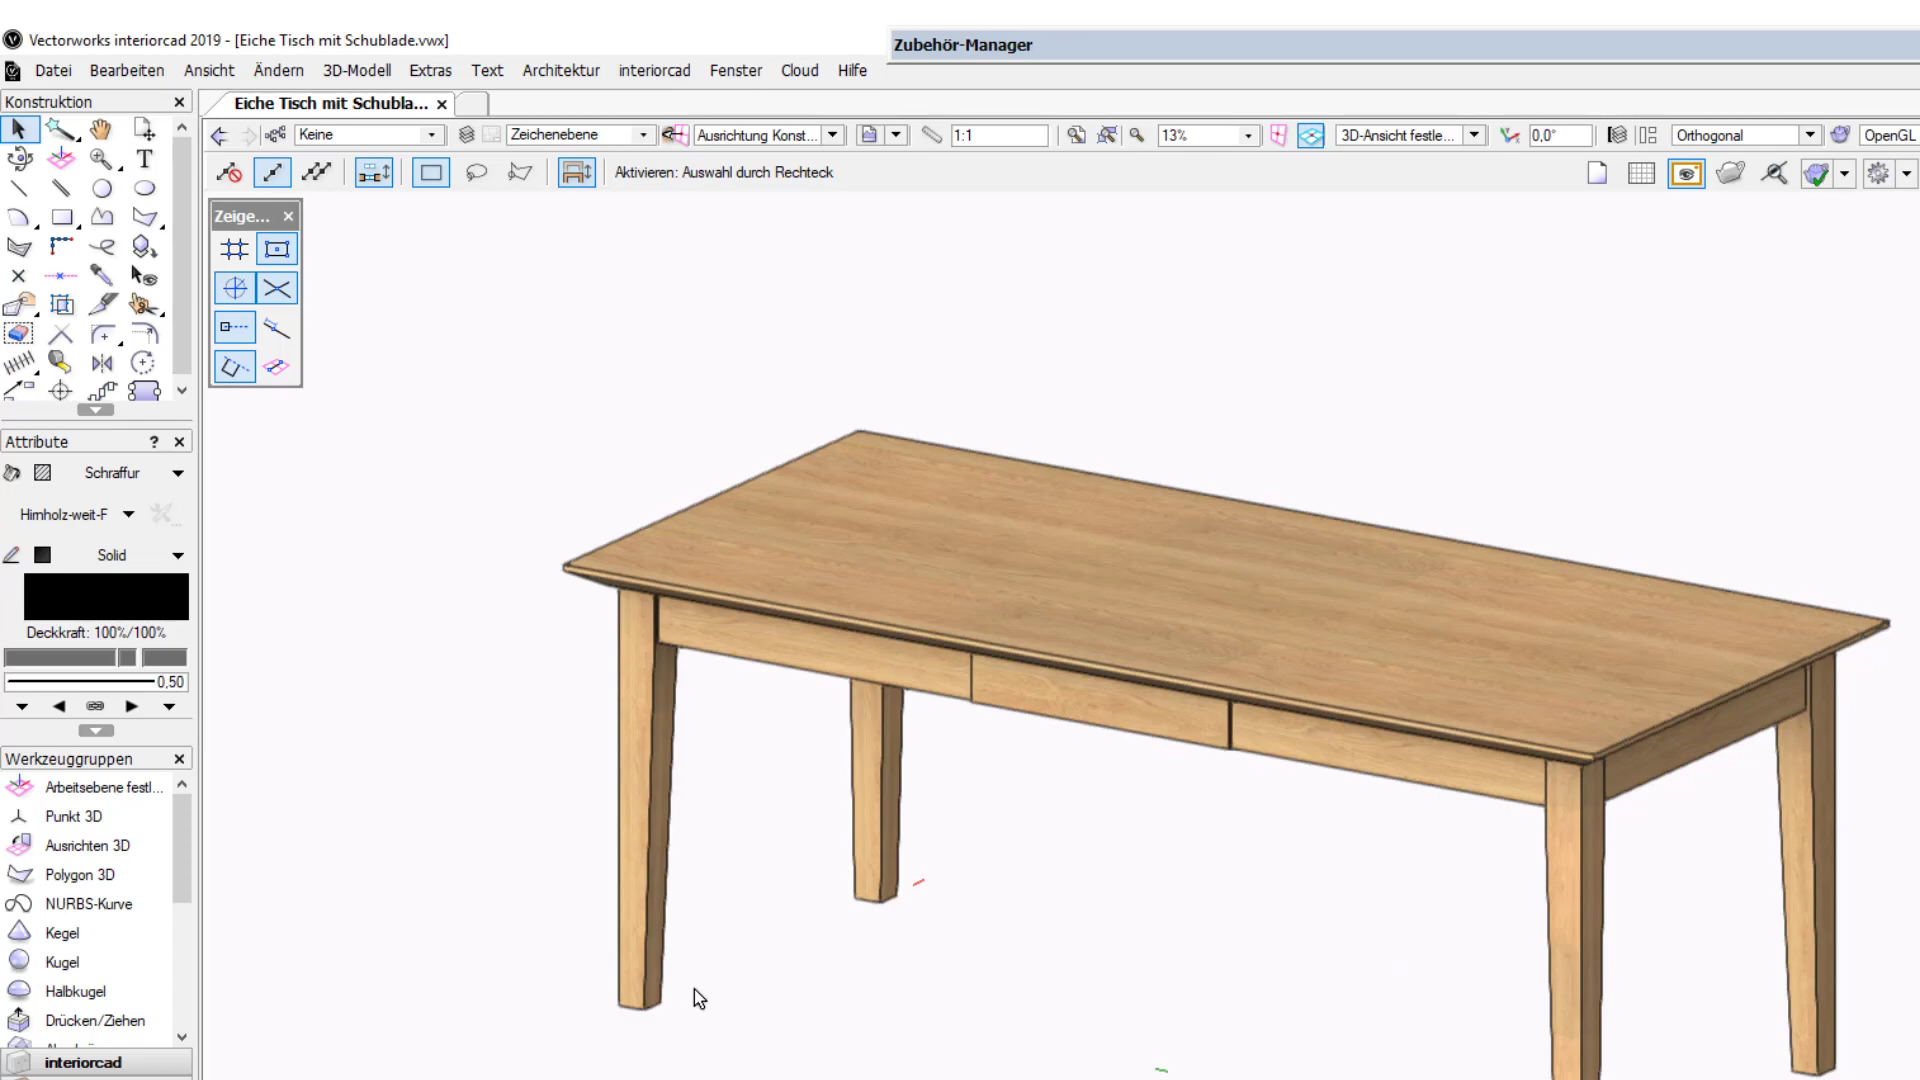 Vectorworks interiorcad 2019 - [Eiche Tisch mit Schublade.vwx]
Zubehör-Manager
Datei Bearbeiten Ansicht Ändern 3D-Modell Extras Text Architektur interiorcad Fenster Cloud Hilfe
Konstruktion
Eiche Tisch mit Schubla...
Keine
Zeichenebene
Ausrichtung Konst...
1:1
13%
3D-Ansicht festle...
0,0°
Orthogonal
OpenGL
Aktivieren: Auswahl durch Rechteck
Zeige...
T
Attribute ?
Schraffur
Hirnholz-weit-F
Solid
Deckkraft: 100%/100%
0,50
Werkzeuggruppen
Arbeitsebene festl...
Punkt 3D
Ausrichten 3D
Polygon 3D
NURBS-Kurve
Kegel
Kugel
Halbkugel
Drücken/Ziehen
interiorcad